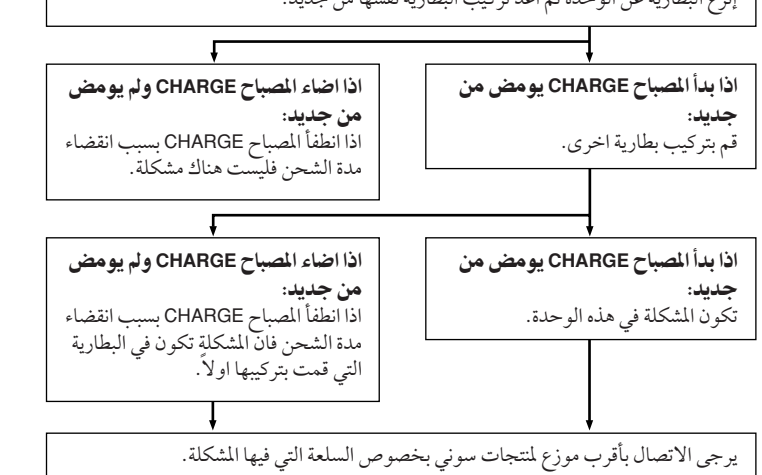 إنزع البطارية عن الوحدة ثم اعد تركيب البطارية نفسها من جديد.
اذا بدأ المصباح CHARGE يومض من
جديد:
قم بتركيب بطارية اخرى.
اذا اضاء المصباح CHARGE ولم يومض
من جديد:
اذا انطفأ المصباح CHARGE بسبب انقضاء
مدة الشحن فليست هناك مشكلة.
اذا بدأ المصباح CHARGE يومض من
جديد:
تكون المشكلة في هذه الوحدة.
اذا اضاء المصباح CHARGE ولم يومض
من جديد:
اذا انطفأ المصباح CHARGE بسبب انقضاء
مدة الشحن فان المشكلة تكون في البطارية
التي قمت بتركيبها اولاً.
يرجى الاتصال بأقرب موزع لمنتجات سوني بخصوص السلعة التي فيها المشكلة.